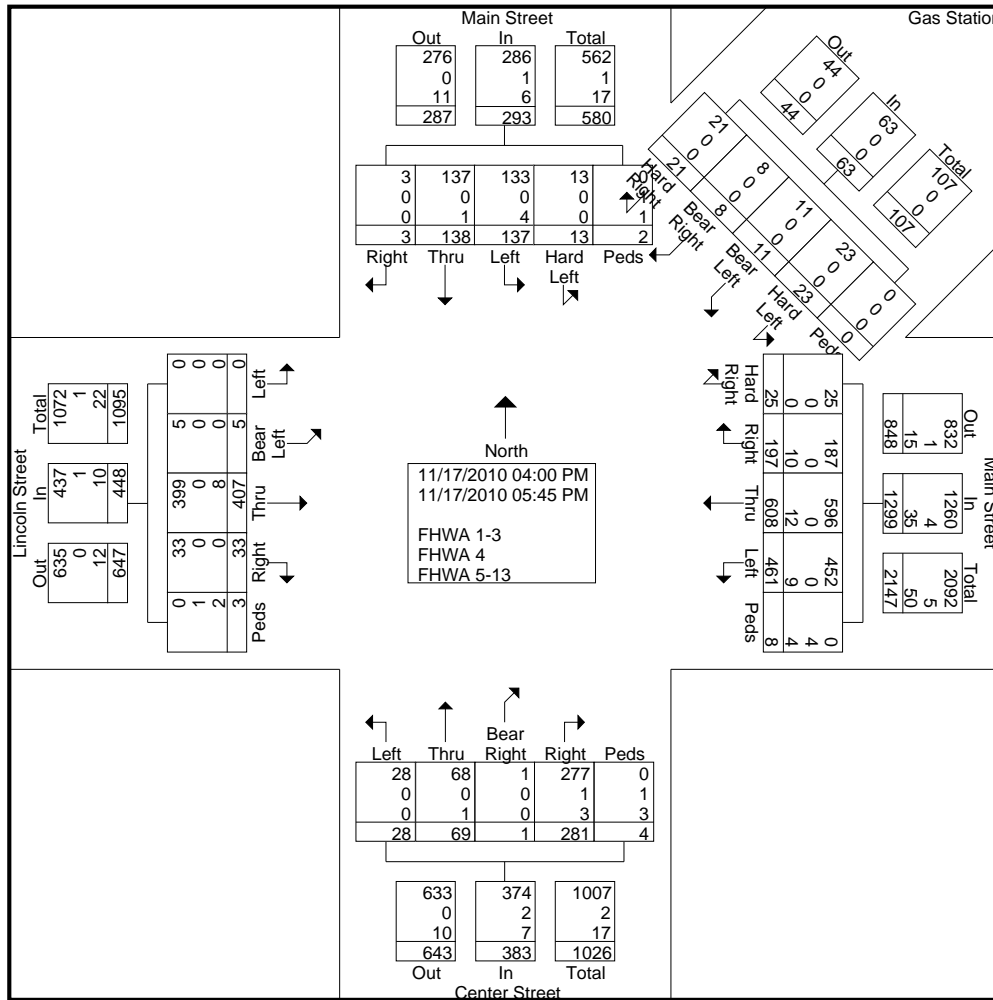 Main Street
Out In Total
276 286 562
0 1 1
11 6 17
287 293 580
3 137 133 13 0
0 0 0 0
0 1 4 0 1
3 138 137 13 2
Right Thru Left Hard Left Peds
Gas Station
Out
44
0
0
44
In
63
0
0
63
Total
107
0
0
107
21
0
0
21
Hard Right
8
0
0
8
Bear Right
11
0
0
11
Bear Left
23
0
0
23
Hard Left
0
0
0
0
Peds
Lincoln Street
Total
1072
1
22
1095
In
437
1
10
448
Out
635
0
12
647
0
0
0
0
Left
5
0
0
5
Bear Left
399
0
8
407
Thru
33
0
0
33
Right
0
1
2
3
Peds
North
11/17/2010 04:00 PM
11/17/2010 05:45 PM
FHWA 1-3
FHWA 4
FHWA 5-13
Hard Right
25
0
0
25
Right
187
0
10
197
Thru
596
0
12
608
Left
452
0
9
461
Peds
0
4
4
8
Main Street
Out
832
1
15
848
In
1260
4
35
1299
Total
2092
5
50
2147
Left Thru Bear Right Right Peds
28 68 1 277 0
0 0 0 1 1
0 1 0 3 3
28 69 1 281 4
633 374 1007
0 2 2
10 7 17
643 383 1026
Out In Total
Center Street